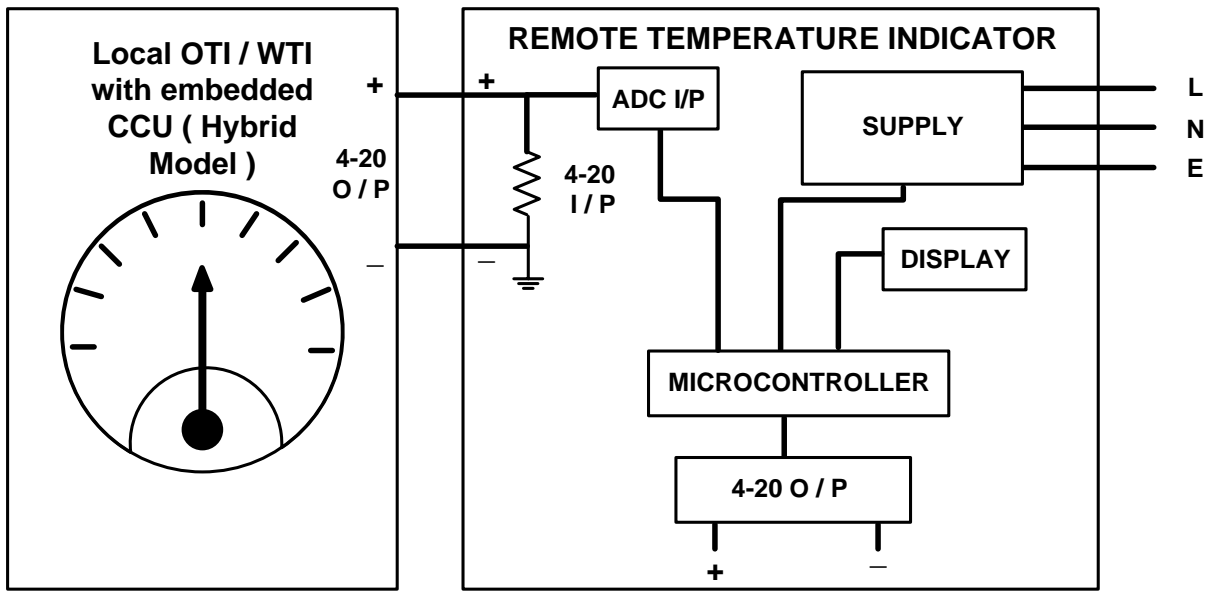 Local OTI / WTI
with embedded
CCU ( Hybrid
Model )
+
4-20
O / P
_
REMOTE TEMPERATURE INDICATOR
+
4-20
I / P
_
ADC I/P
SUPPLY
L
N
E
DISPLAY
MICROCONTROLLER
4-20 O / P
+
_